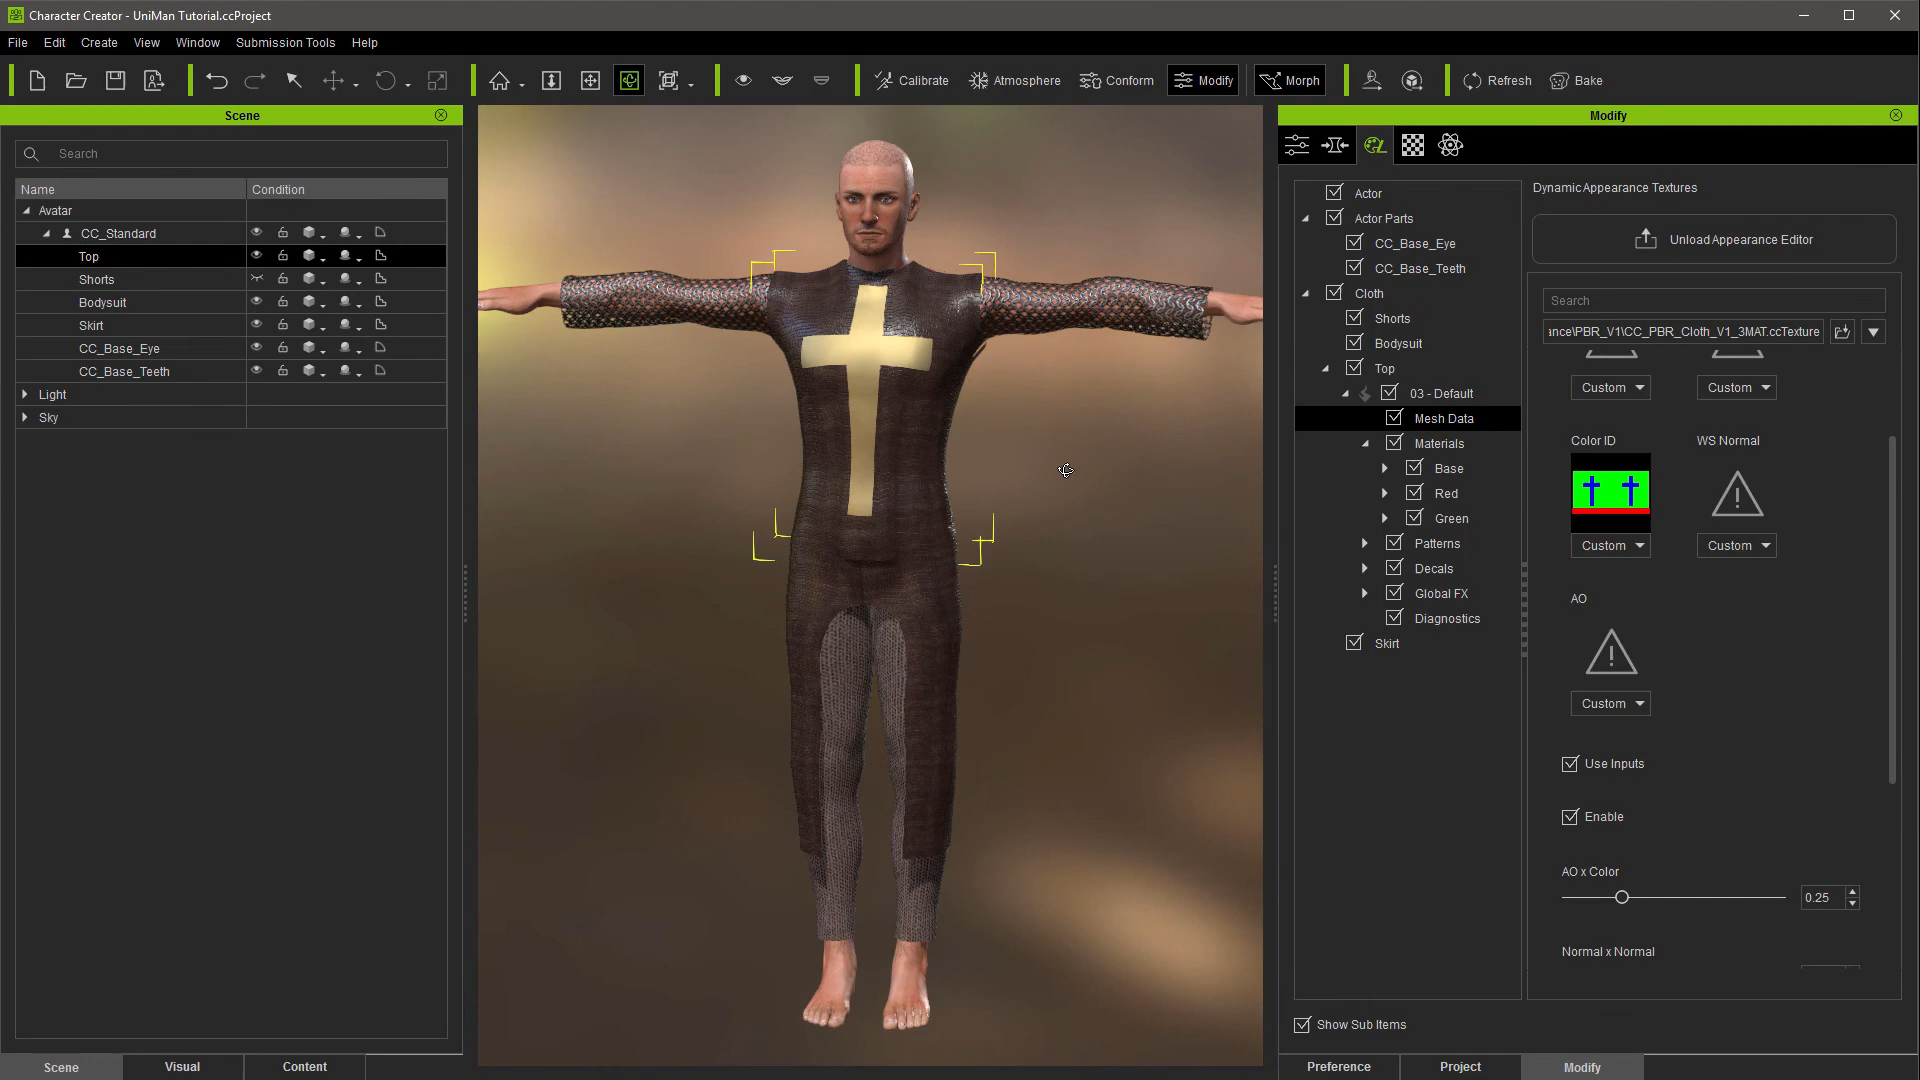 Character Creator - UniMan Tutorial.ccProject
File Edit Create View Window Submission Tools Help
Calibrate Atmosphere Conform Modify Morph Refresh Bake
Scene
Search
Name Condition
Avatar
CC_Standard
Top
Shorts
Bodysuit
Skirt
CC_Base_Eye
CC_Base_Teeth
Light
Sky
Scene Visual Content
Modify
Actor
Actor Parts
CC_Base_Eye
CC_Base_Teeth
Cloth
Shorts
Bodysuit
Top
03 - Default
Mesh Data
Materials
Base
Red
Green
Patterns
Decals
Global FX
Diagnostics
Skirt
Show Sub Items
Dynamic Appearance Textures
Unload Appearance Editor
Search
ance\PBR_V1\CC_PBR_Cloth_V1_3MAT.ccTexture
Custom Custom
Color ID WS Normal
Custom Custom
AO
Custom
Use Inputs
Enable
AO x Color
0.25
Normal x Normal
Preference Project Modify